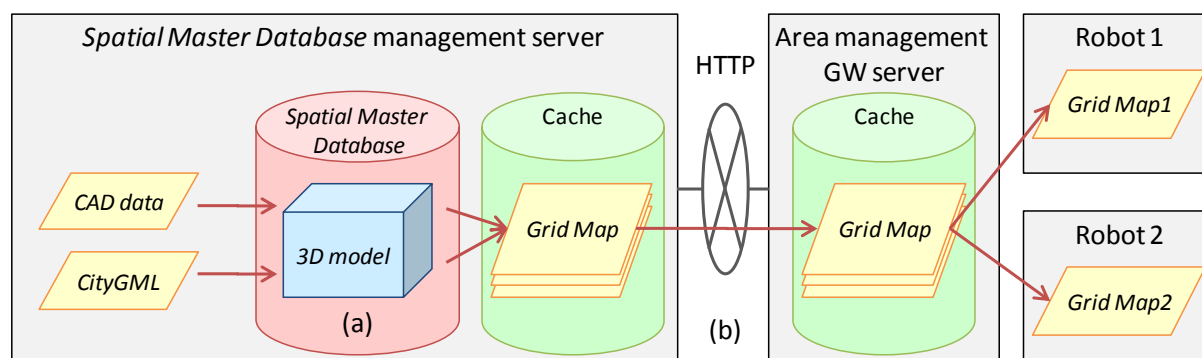 Spatial Master Database management server
HTTP
Area management
GW server
Robot 1
Grid Map1
Spatial Master
Database
Cache
Cache
CAD data
CityGML
3D model
Grid Map
Grid Map
Robot 2
Grid Map2
(a)
(b)